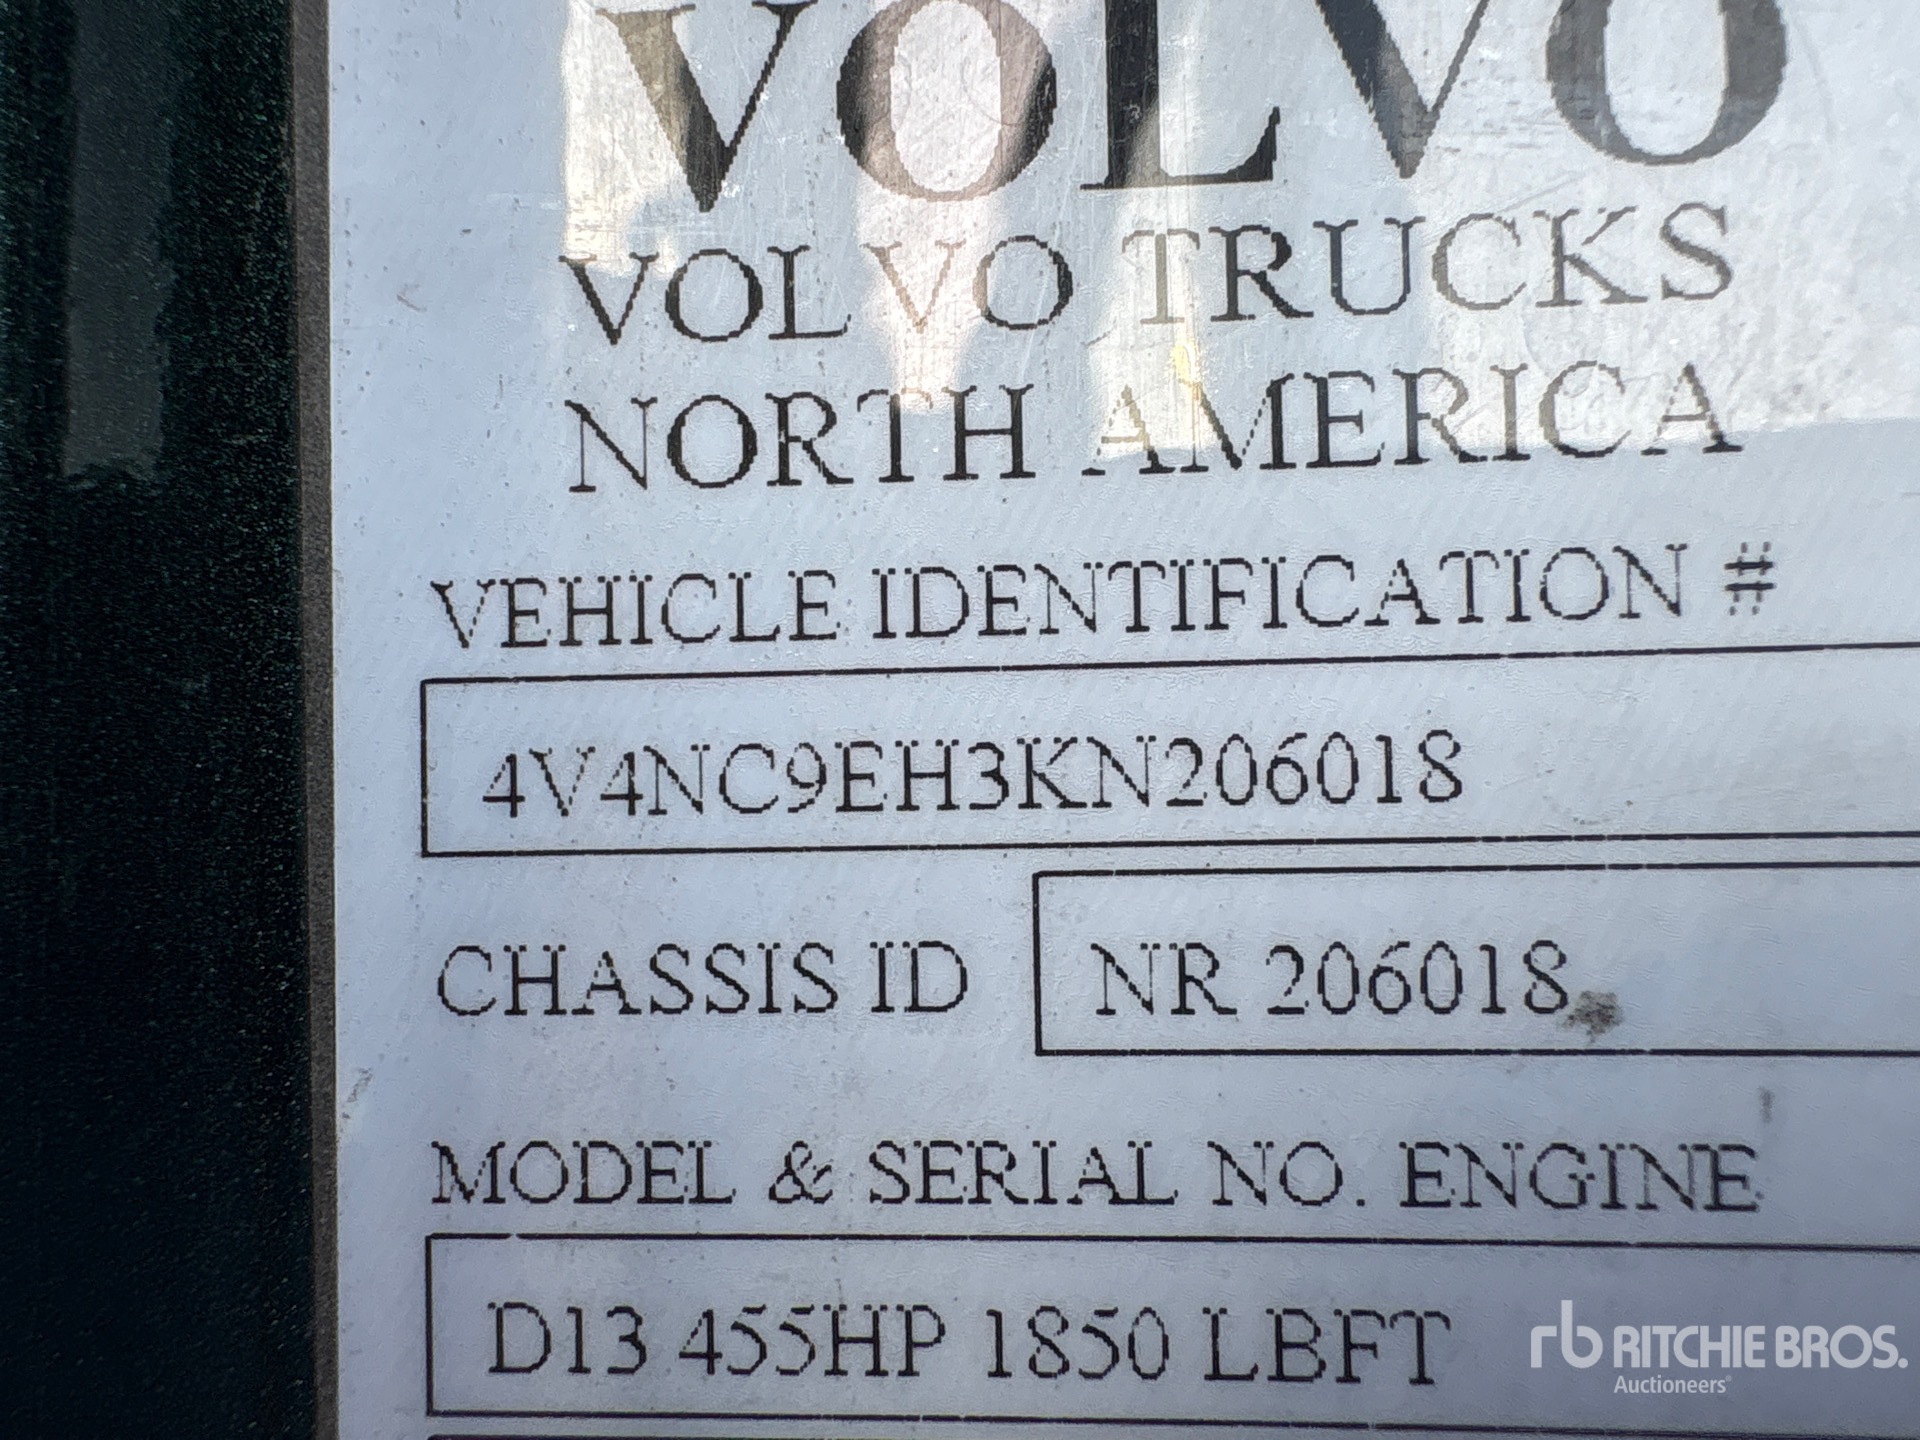 VOLVO
VOLVO TRUCKS
NORTH AMERICA
VEHICLE IDENTIFICATION #
4V4NC9EH3KN206018
CHASSIS ID
NR 206018
MODEL & SERIAL NO. ENGINE
D13 455HP 1850 LBFT
rb RITCHIE BROS.
Auctioneers